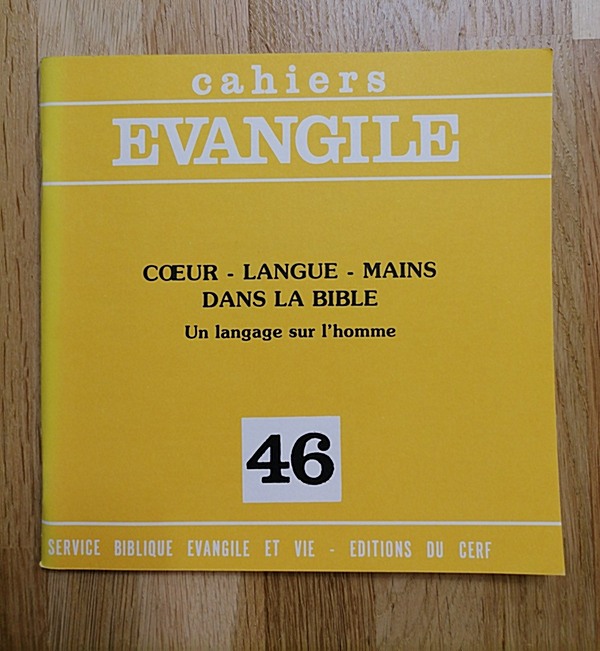 cahiers
EVANGILE
CŒUR - LANGUE - MAINS
DANS LA BIBLE
Un langage sur l'homme
46
SERVICE BIBLIQUE EVANGILE ET VIE - EDITIONS DU CERF